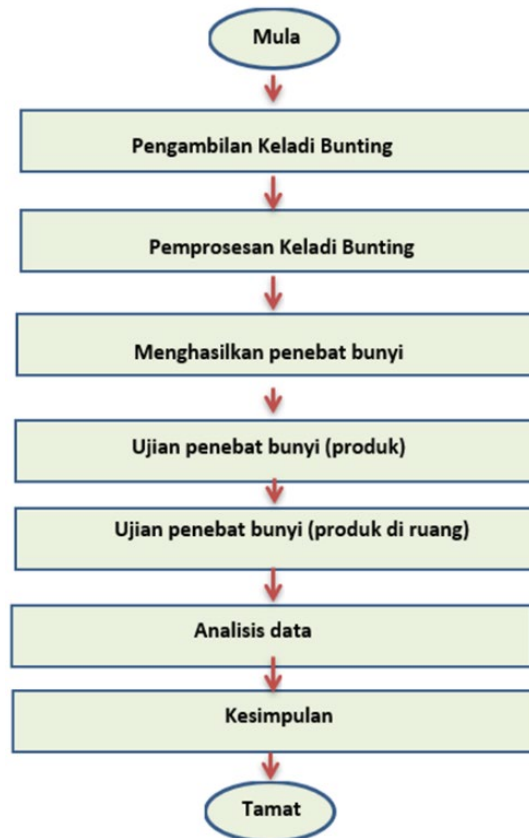 Mula
Pengambilan Keladi Bunting
Pemprosesan Keladi Bunting
Menghasilkan penebat bunyi
Ujian penebat bunyi (produk)
Ujian penebat bunyi (produk di ruang)
Analisis data
Kesimpulan
Tamat